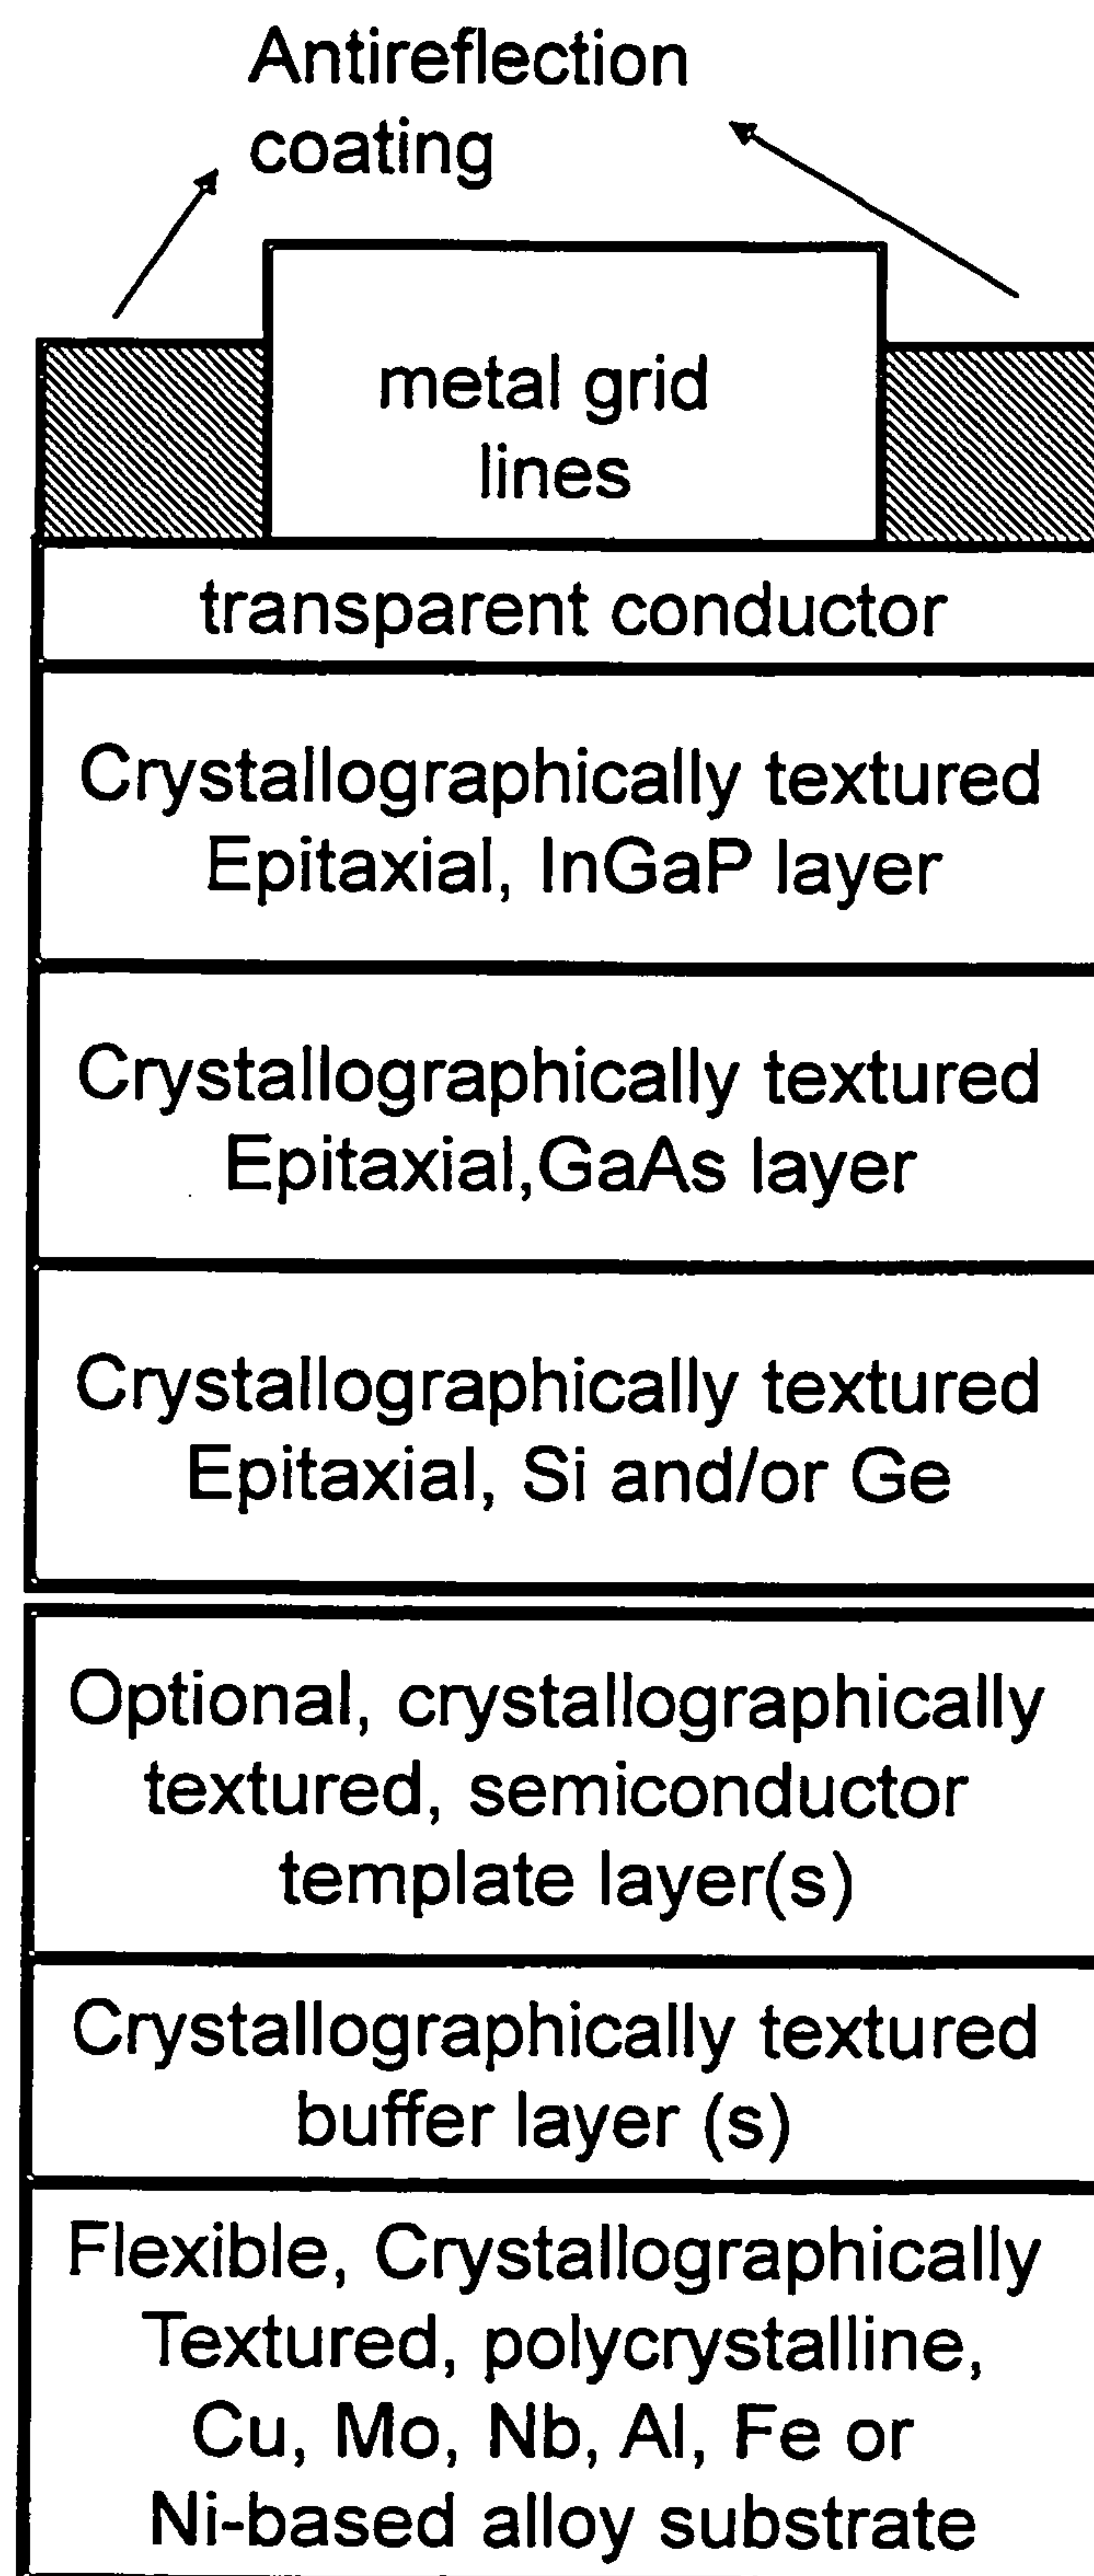 Antireflection
coating
metal grid
lines
transparent conductor
Crystallographically textured
Epitaxial, InGaP layer
Crystallographically textured
Epitaxial,GaAs layer
Crystallographically textured
Epitaxial, Si and/or Ge
Optional, crystallographically
textured, semiconductor
template layer(s)
Crystallographically textured
buffer layer (s)
Flexible, Crystallographically
Textured, polycrystalline,
Cu, Mo, Nb, Al, Fe or
Ni-based alloy substrate